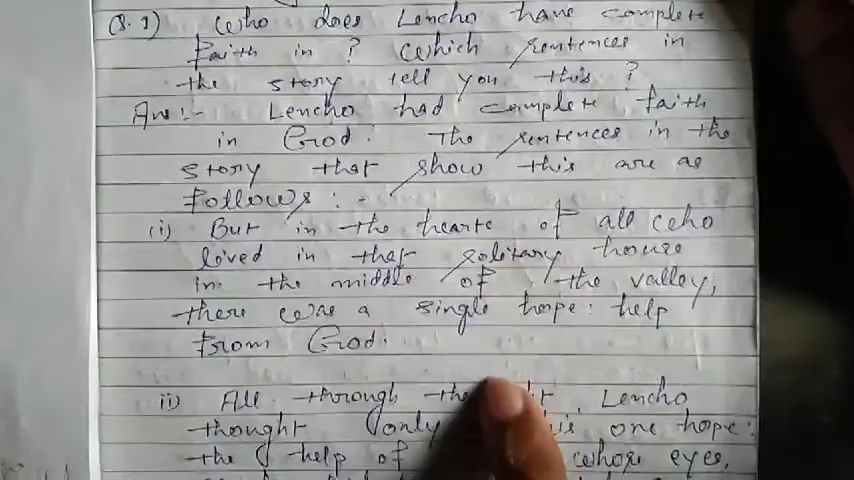 (Q.1) Who does Lencho have complete
faith in ? Which sentences in
the story tell you this ?
Ans:- Lencho had complete faith
in God. The sentences in the
story that show this are as
follows :-
(i) But in the hearts of all who
lived in that solitary house
in the middle of the valley,
there was a single hope: help
from God.
ii) All through the Lencho
thought only this one hope:
the help of whose eyes,